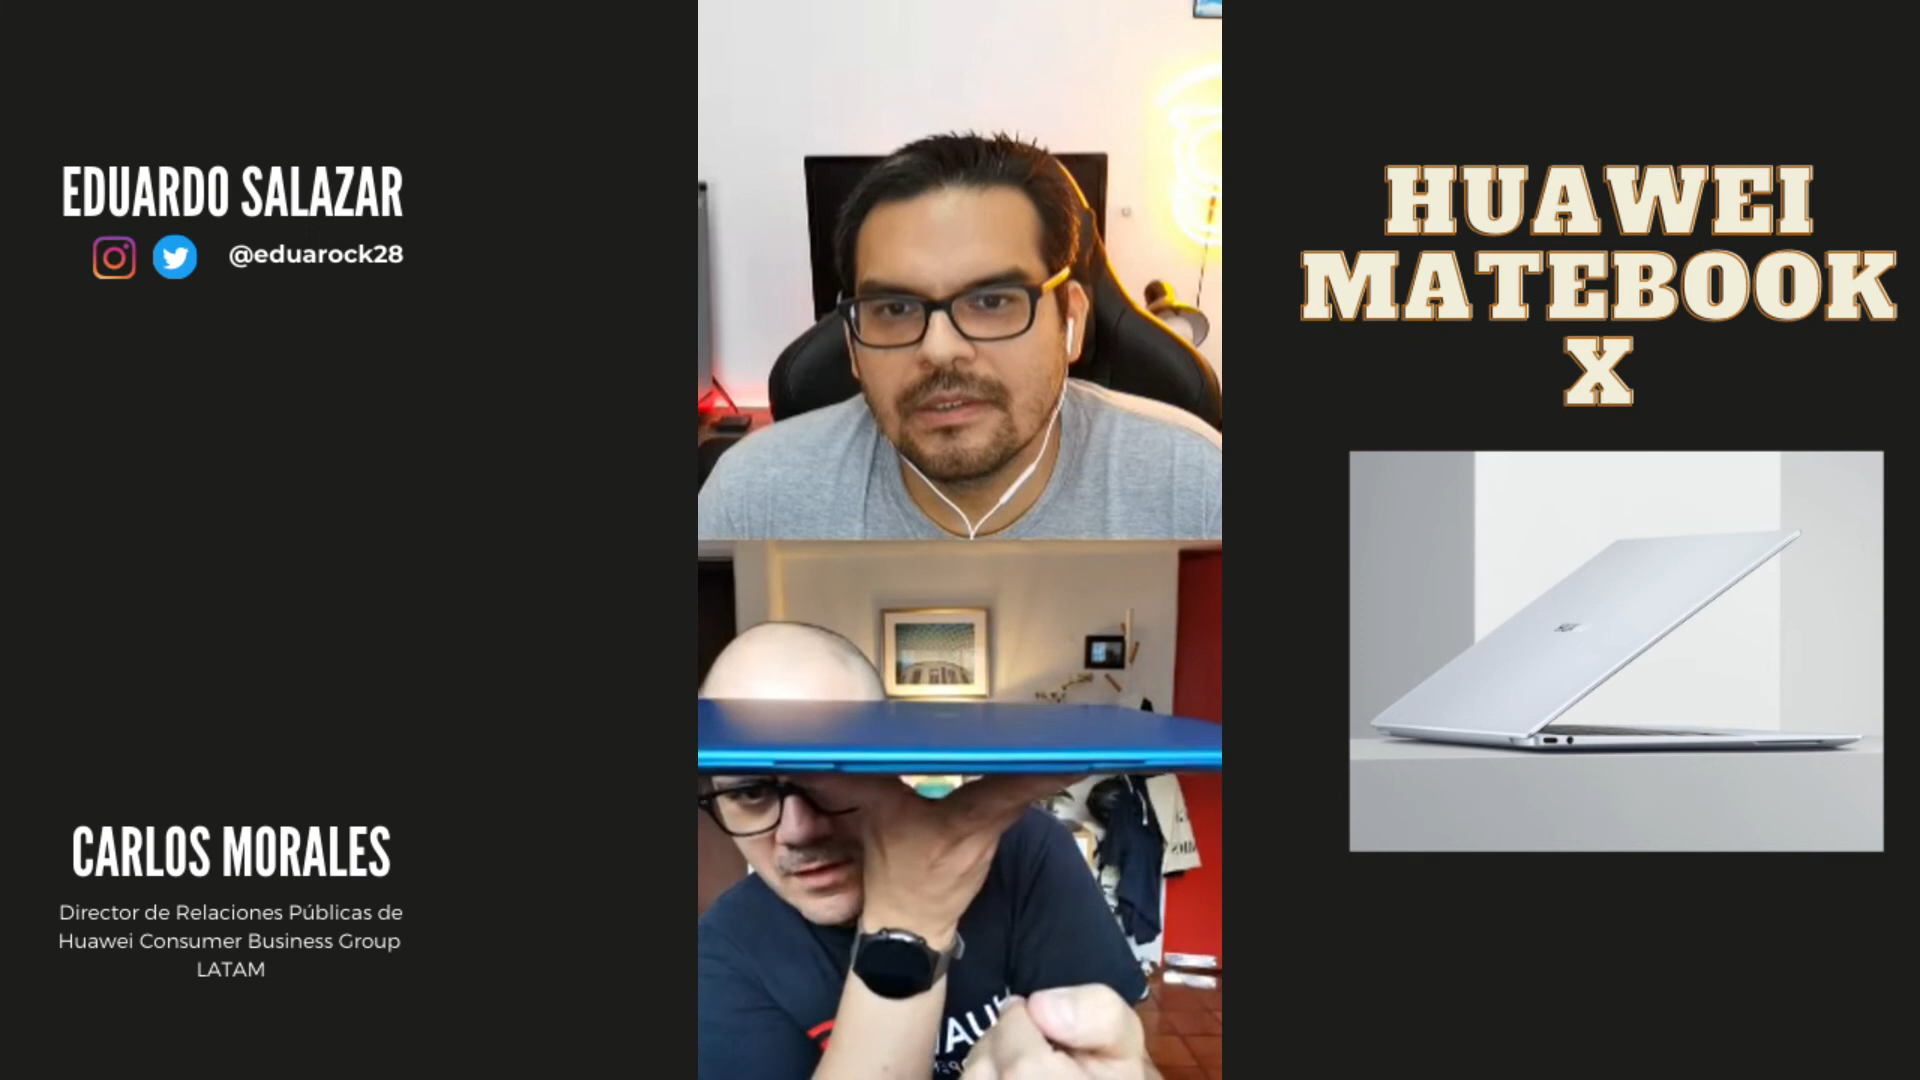 EDUARDO SALAZAR
@eduarock28
CARLOS MORALES
Director de Relaciones Públicas de
Huawei Consumer Business Group
LATAM
HUAWEI
MATEBOOK
X